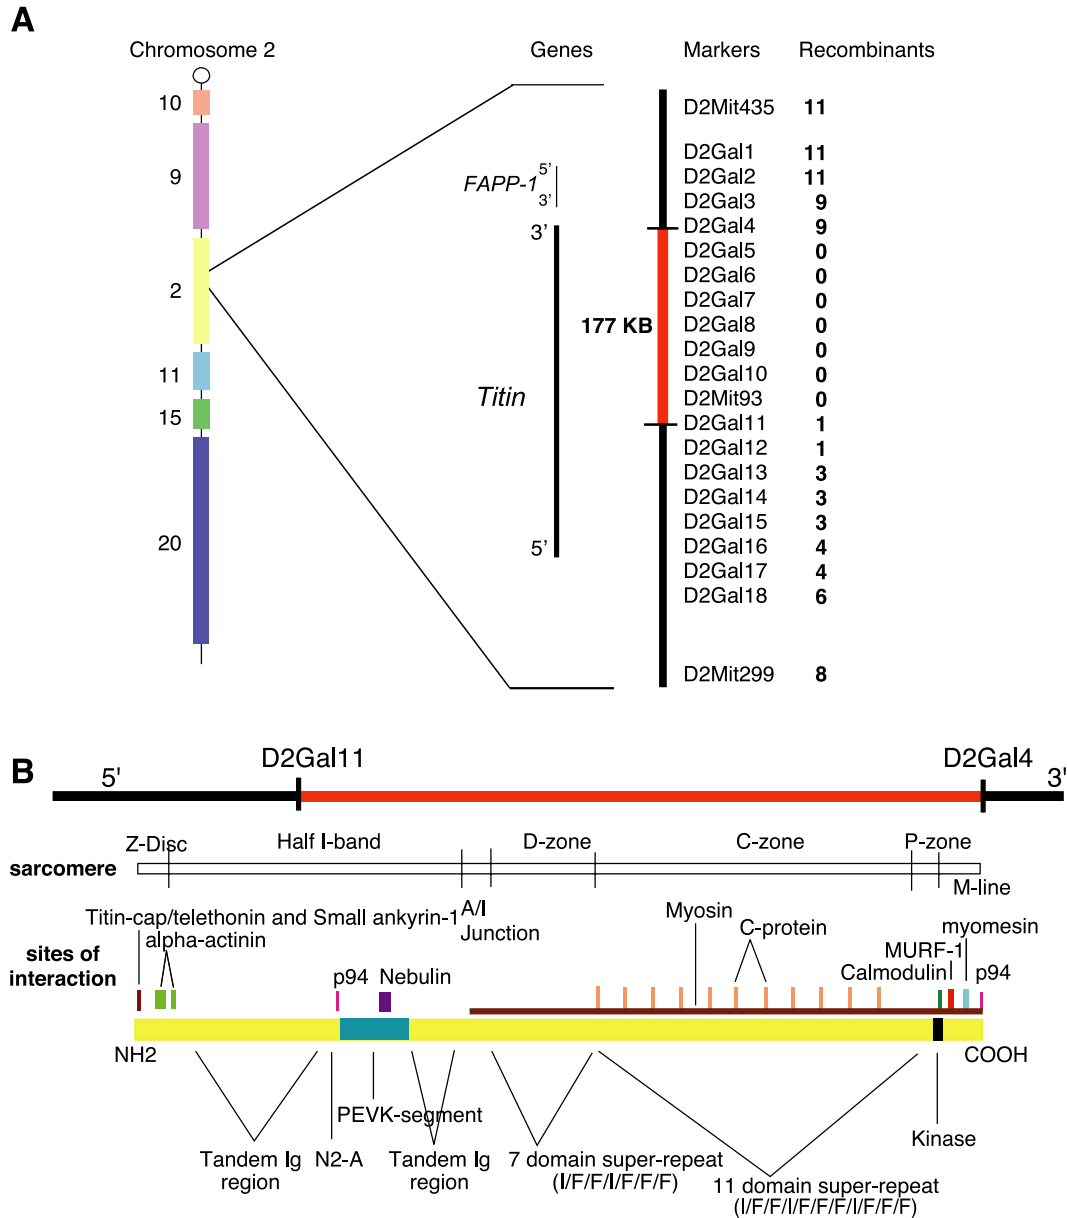 A
Chromosome 2
Genes
Markers
Recombinants
10
9
2
11
15
20
FAPP-1
5’
3’
3’
Titin
5’
177 KB
D2Mit435 11
D2Gal1 11
D2Gal2 11
D2Gal3 9
D2Gal4 9
D2Gal5 0
D2Gal6 0
D2Gal7 0
D2Gal8 0
D2Gal9 0
D2Gal10 0
D2Mit93 0
D2Gal11 1
D2Gal12 1
D2Gal13 3
D2Gal14 3
D2Gal15 3
D2Gal16 4
D2Gal17 4
D2Gal18 6
D2Mit299 8
B
5'
D2Gal11
D2Gal4
3'
sarcomere
Z-Disc
Half I-band
D-zone
C-zone
P-zone
M-line
A/I
Junction
sites of
interaction
Titin-cap/telethonin and Small ankyrin-1
alpha-actinin
p94
Nebulin
Myosin
C-protein
myomesin
MURF-1
Calmodulin
p94
NH2
COOH
PEVK-segment
Kinase
Tandem Ig
region
N2-A
Tandem Ig
region
7 domain super-repeat
(I/F/F/I/F/F/F)
11 domain super-repeat
(I/F/F/I/F/F/F/I/F/F/F)